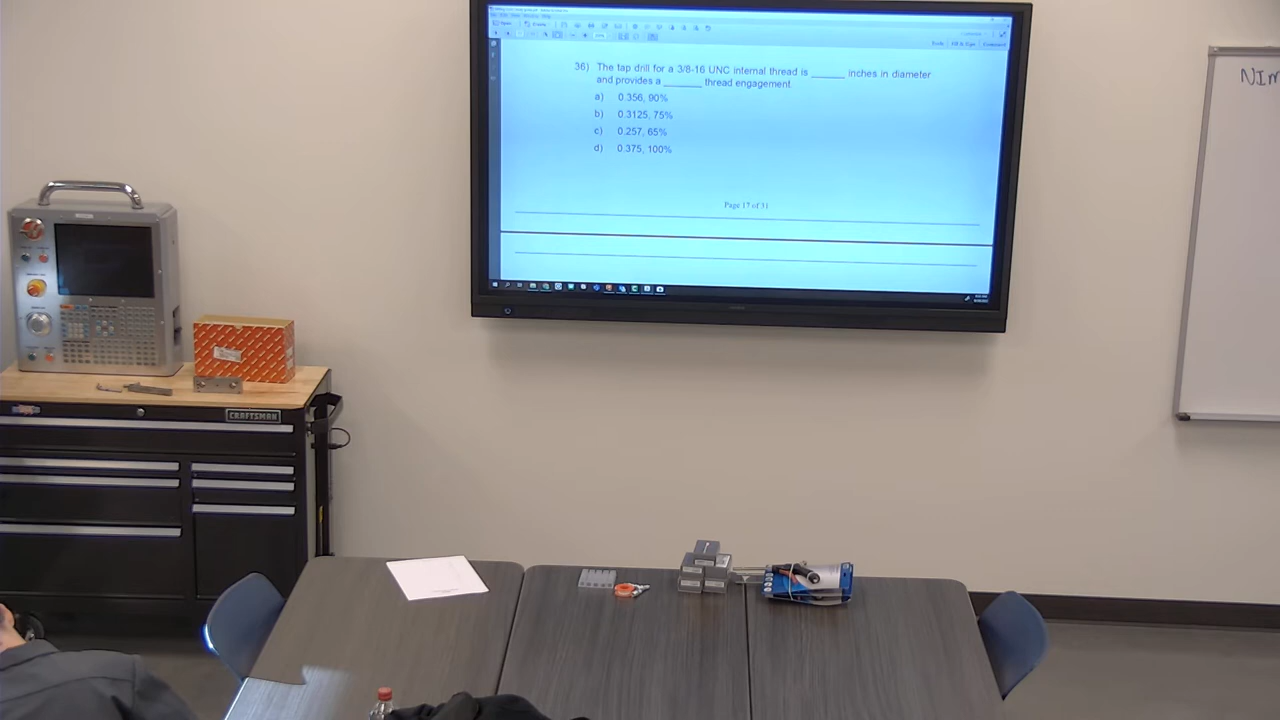 36) The tap drill for a 3/8-16 UNC internal thread is ______ inches in diameter
and provides a _______ thread engagement
a) 0.356, 90%
b) 0.3125, 75%
c) 0.257, 65%
d) 0.375, 100%
Page 17 of 31
NIM
CRAFTSMAN